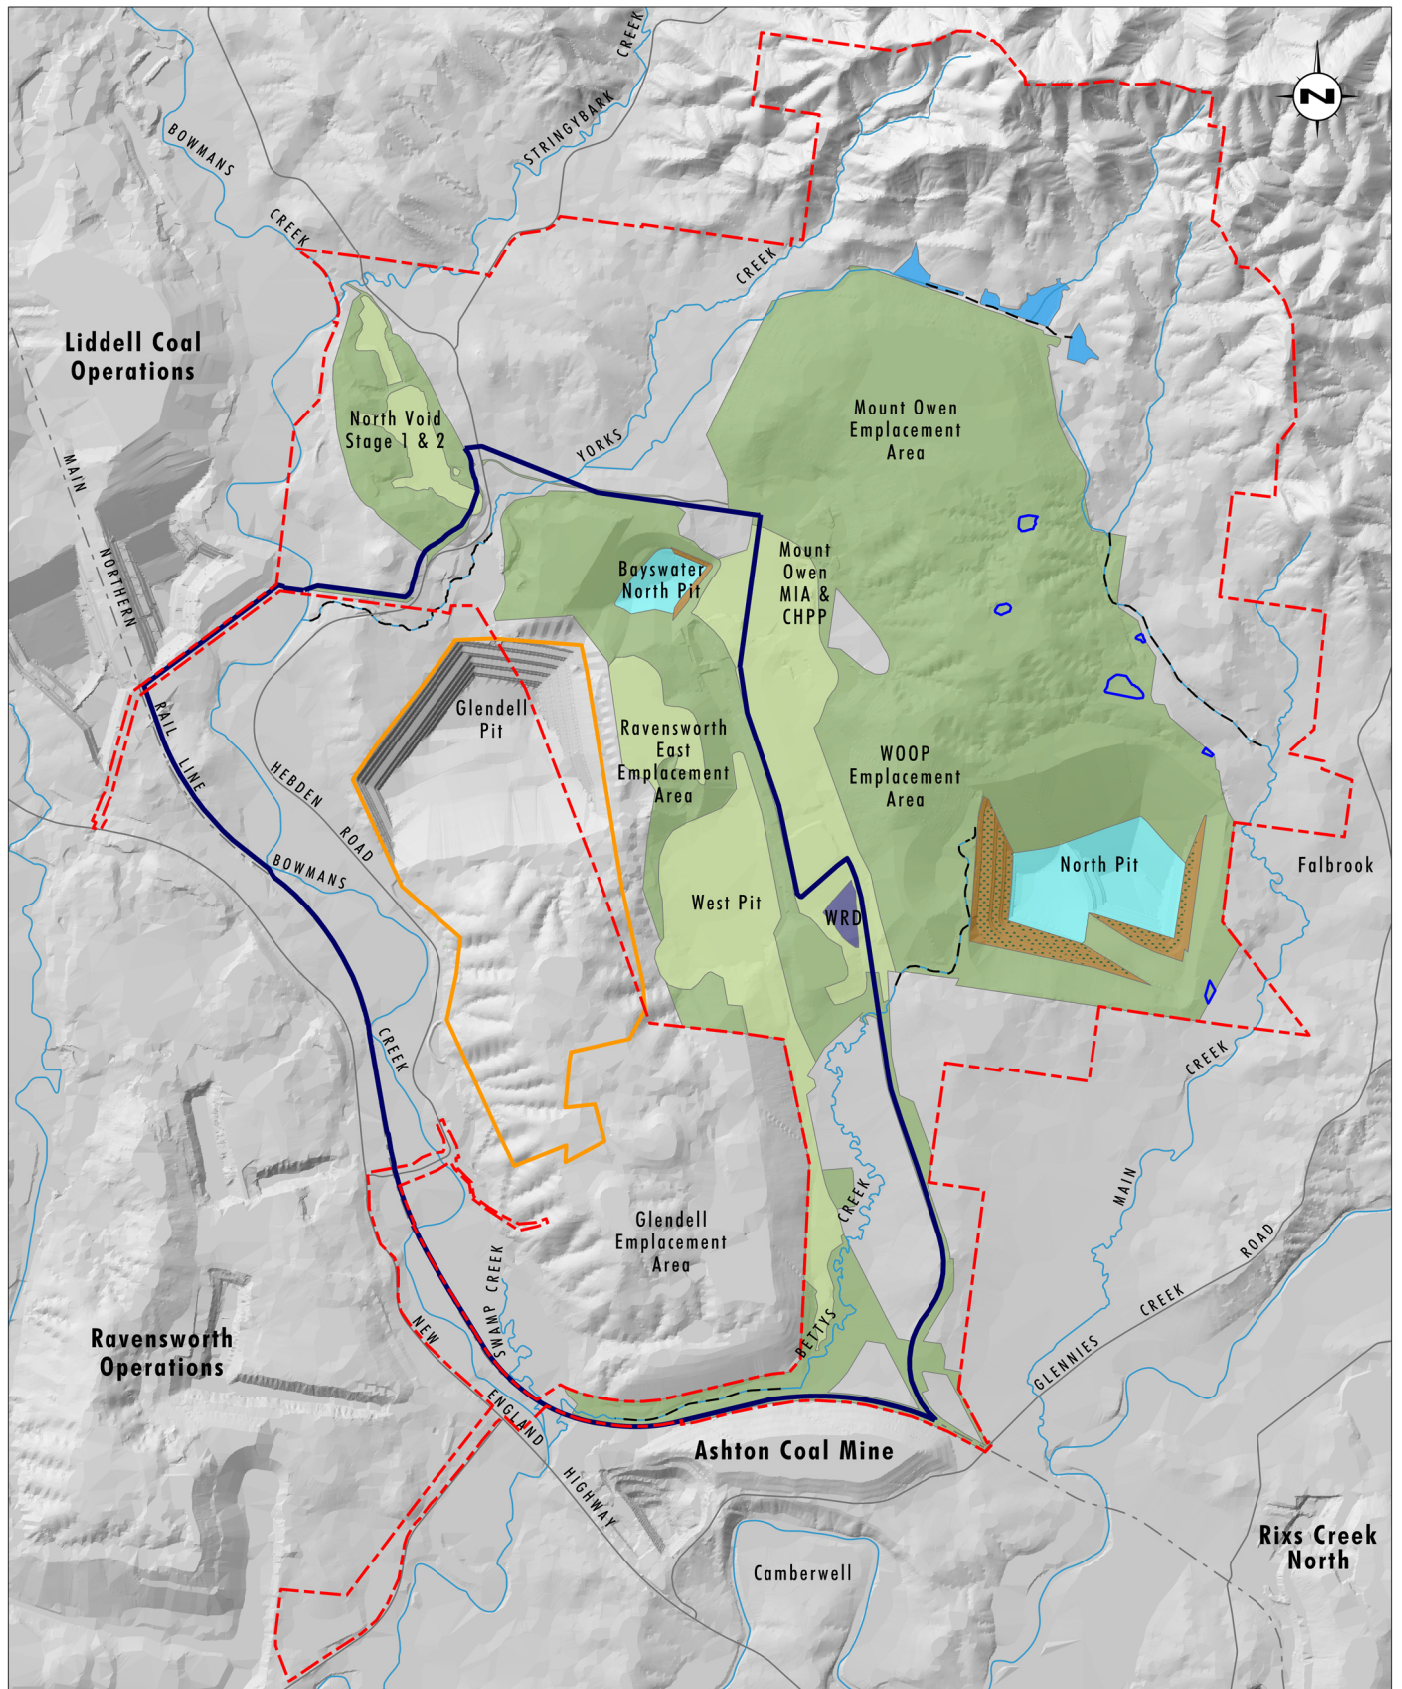 CREEK
STRINGYBARK
BOWMANS
CREEK
N
CREEK
Liddell Coal
Operations
North Void
Stage 1 & 2
Mount Owen
Emplacement
Area
YORKS
MAIN
NORTHERN
RAIL
LINE
Bayswater
North Pit
Mount
Owen
MIA &
CHPP
Glendell
Pit
Ravensworth
East
Emplacement
Area
WOOP
Emplacement
Area
HEBDEN
ROAD
BOWMANS
CREEK
West Pit
WRD
North Pit
Falbrook
CREEK
MAIN
CREEK
BETTYS
Glendell
Emplacement
Area
SWAMP CREEK
Ravensworth
Operations
NEW
ENGLAND
HIGHWAY
GLENNIES
CREEK
ROAD
Ashton Coal Mine
Camberwell
Rixs Creek
North